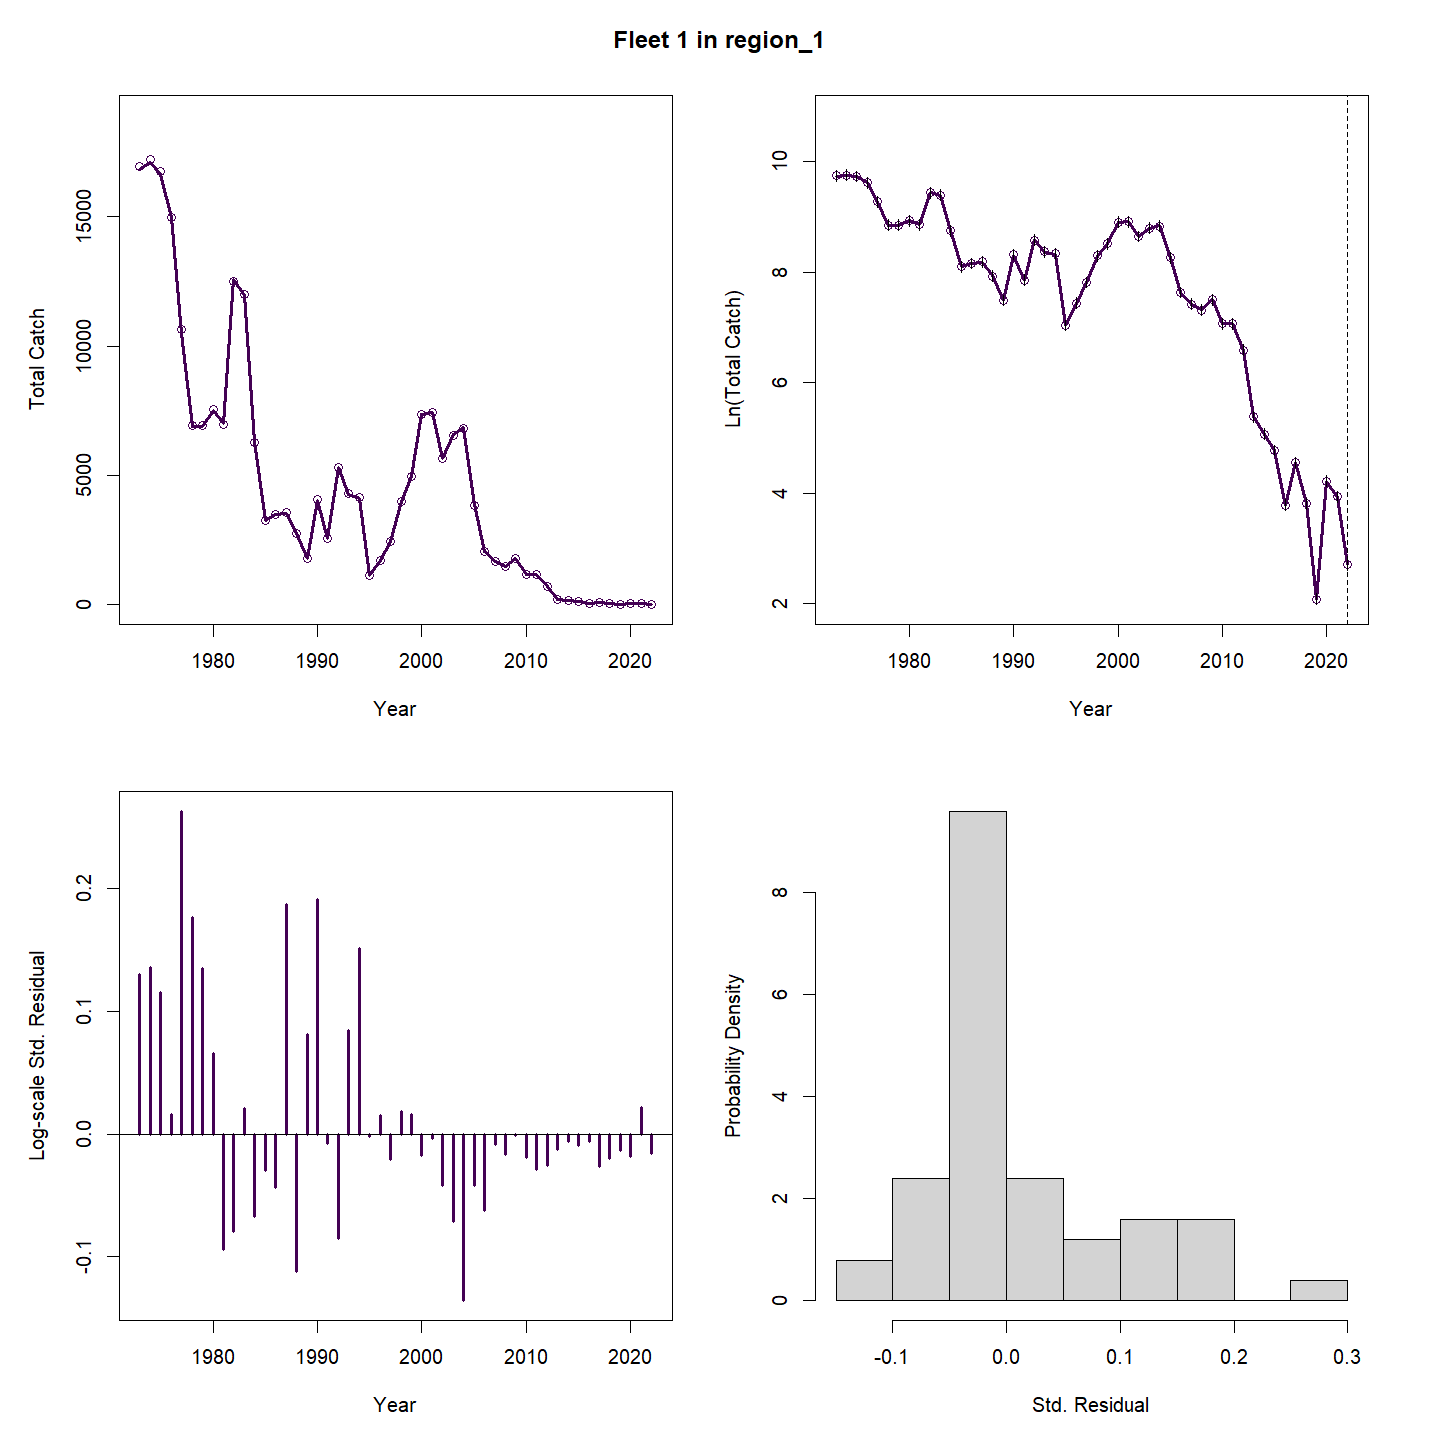 Fleet 1 in region_1
Total Catch
15000
10000
5000
0
1980 1990 2000 2010 2020
Year
Ln(Total Catch)
10
8
6
4
2
1980 1990 2000 2010 2020
Year
Log-scale Std. Residual
0.2
0.1
0.0
-0.1
1980 1990 2000 2010 2020
Year
Probability Density
8
6
4
2
0
-0.1 0.0 0.1 0.2 0.3
Std. Residual